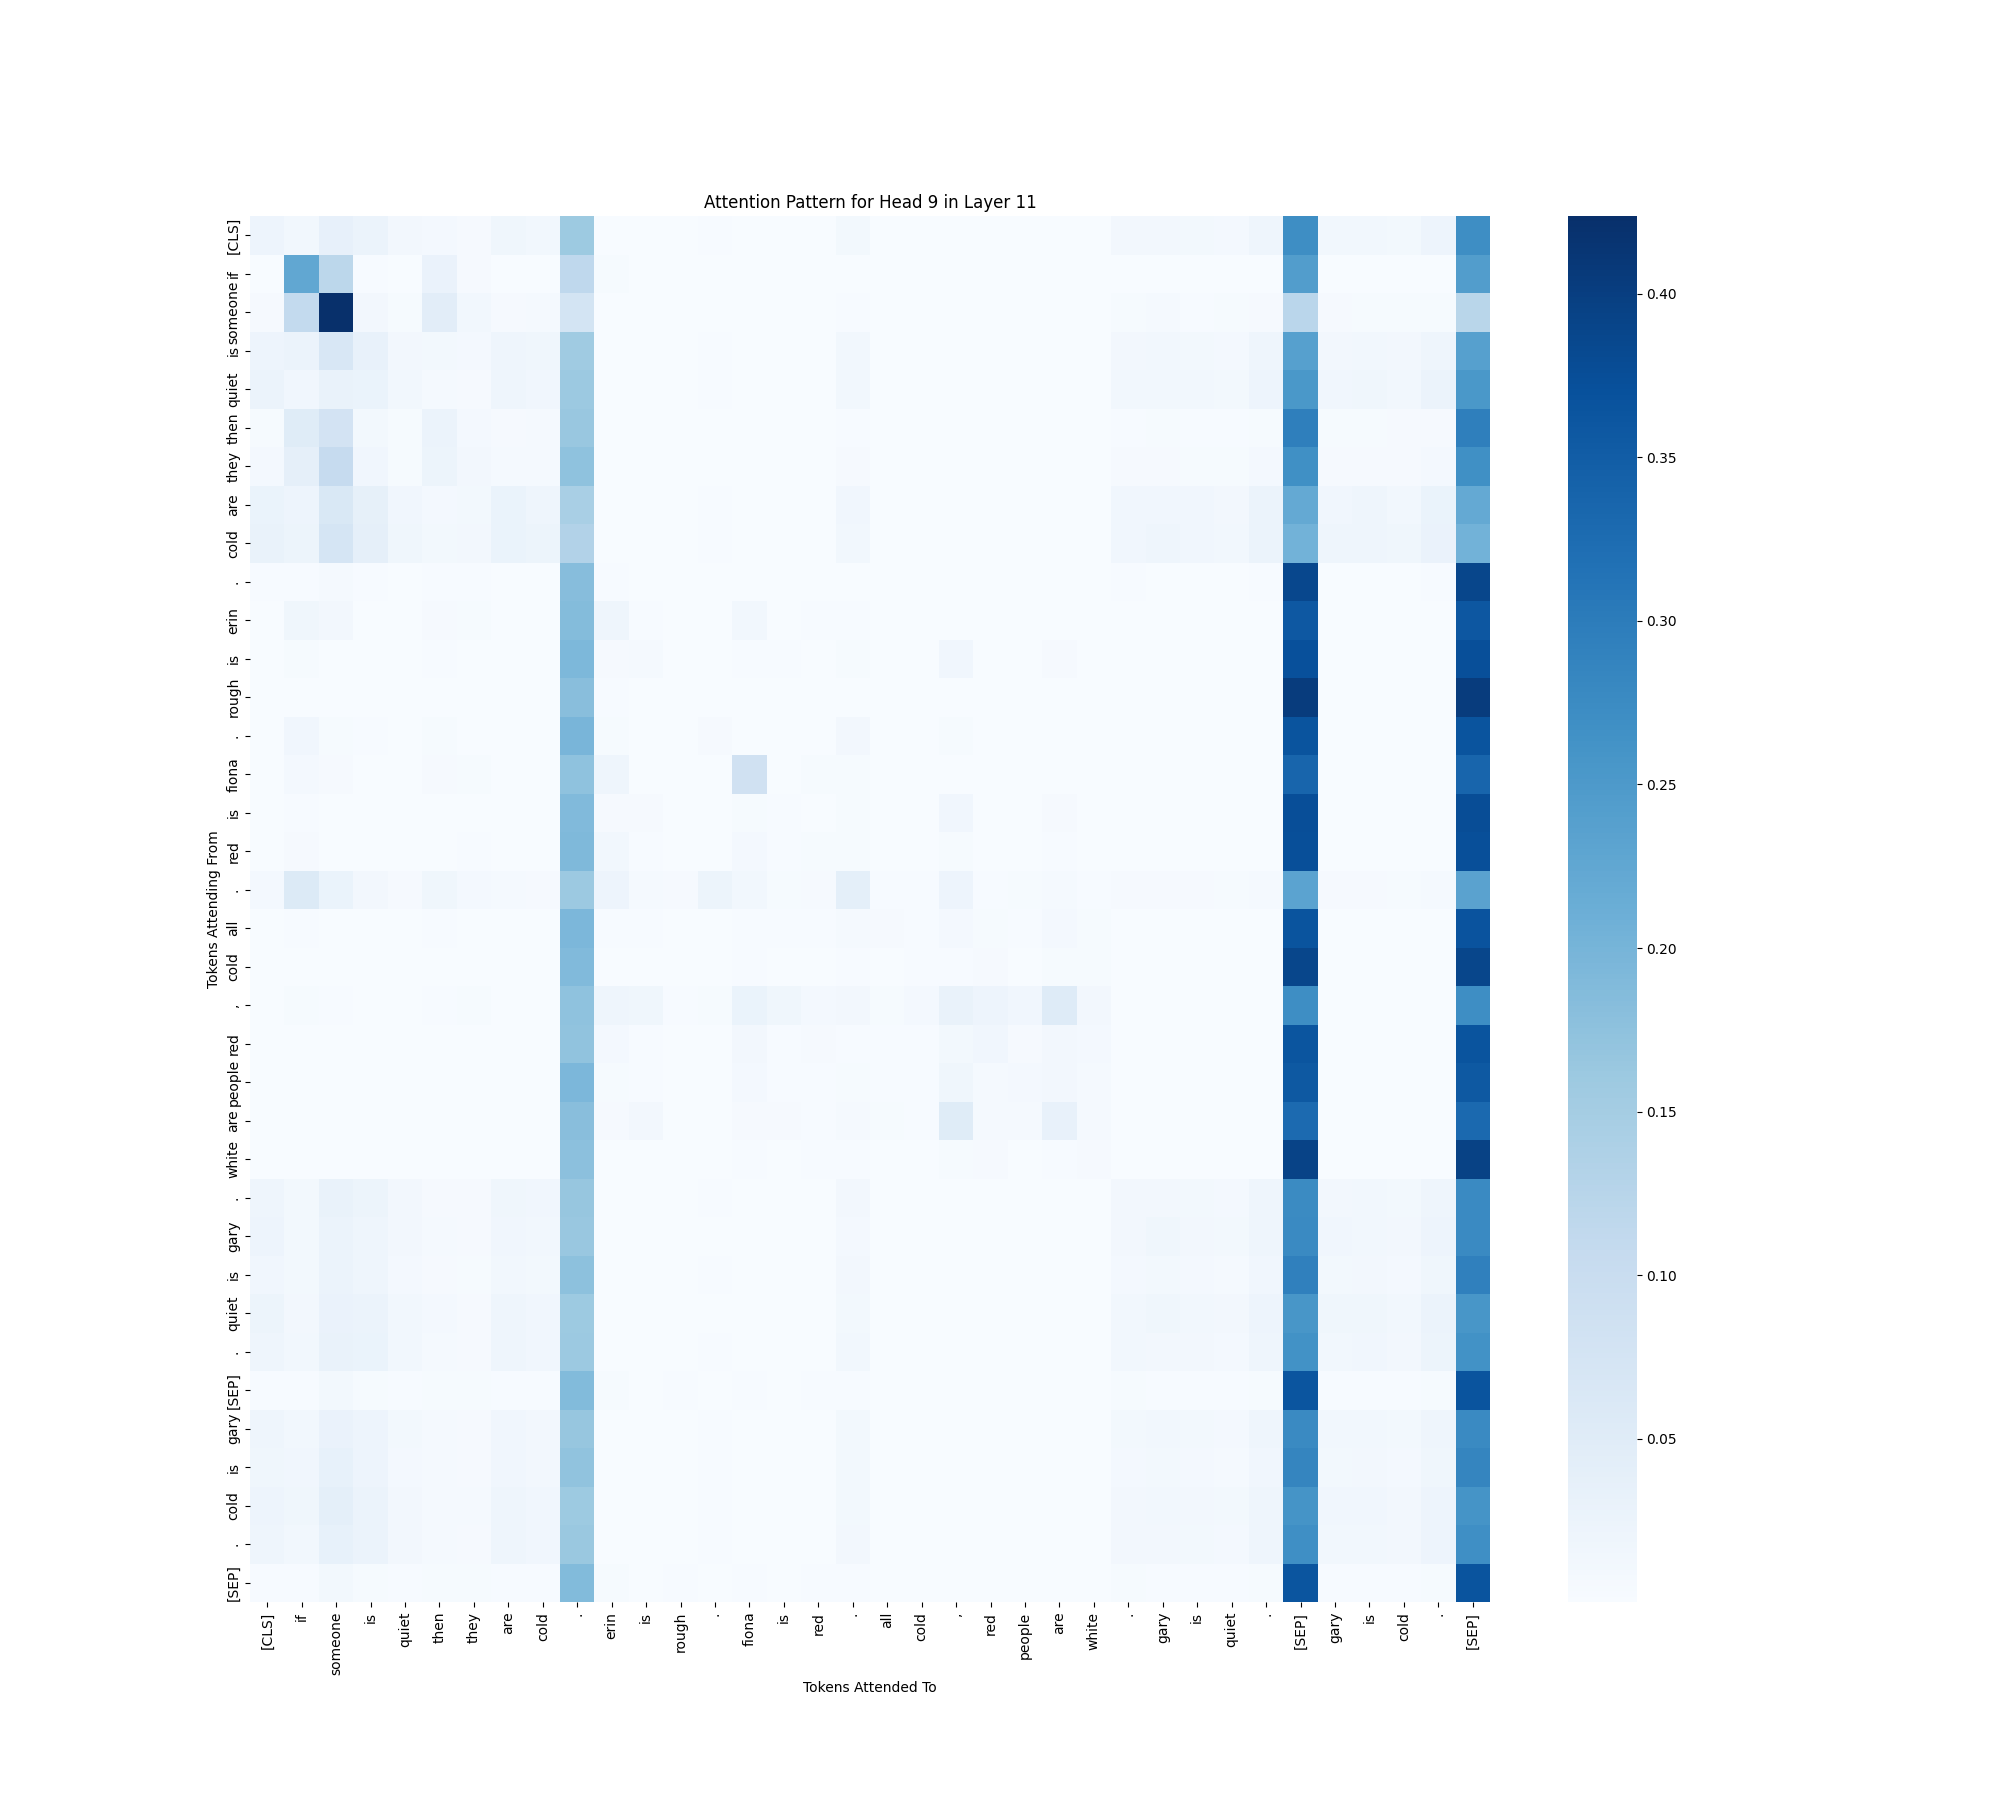 Attention Pattern for Head 9 in Layer 11
Tokens Attending From
[CLS]
if
someone
is
quiet
then
they
are
cold
.
erin
is
rough
.
fiona
is
red
.
all
cold
,
red
people
are
white
.
gary
is
quiet
.
[SEP]
gary
is
cold
.
[SEP]
[CLS] if someone is quiet then they are cold . erin is rough . fiona is red . all cold , red people are white . gary is quiet . [SEP] gary is cold . [SEP]
Tokens Attended To
0.40
0.35
0.30
0.25
0.20
0.15
0.10
0.05